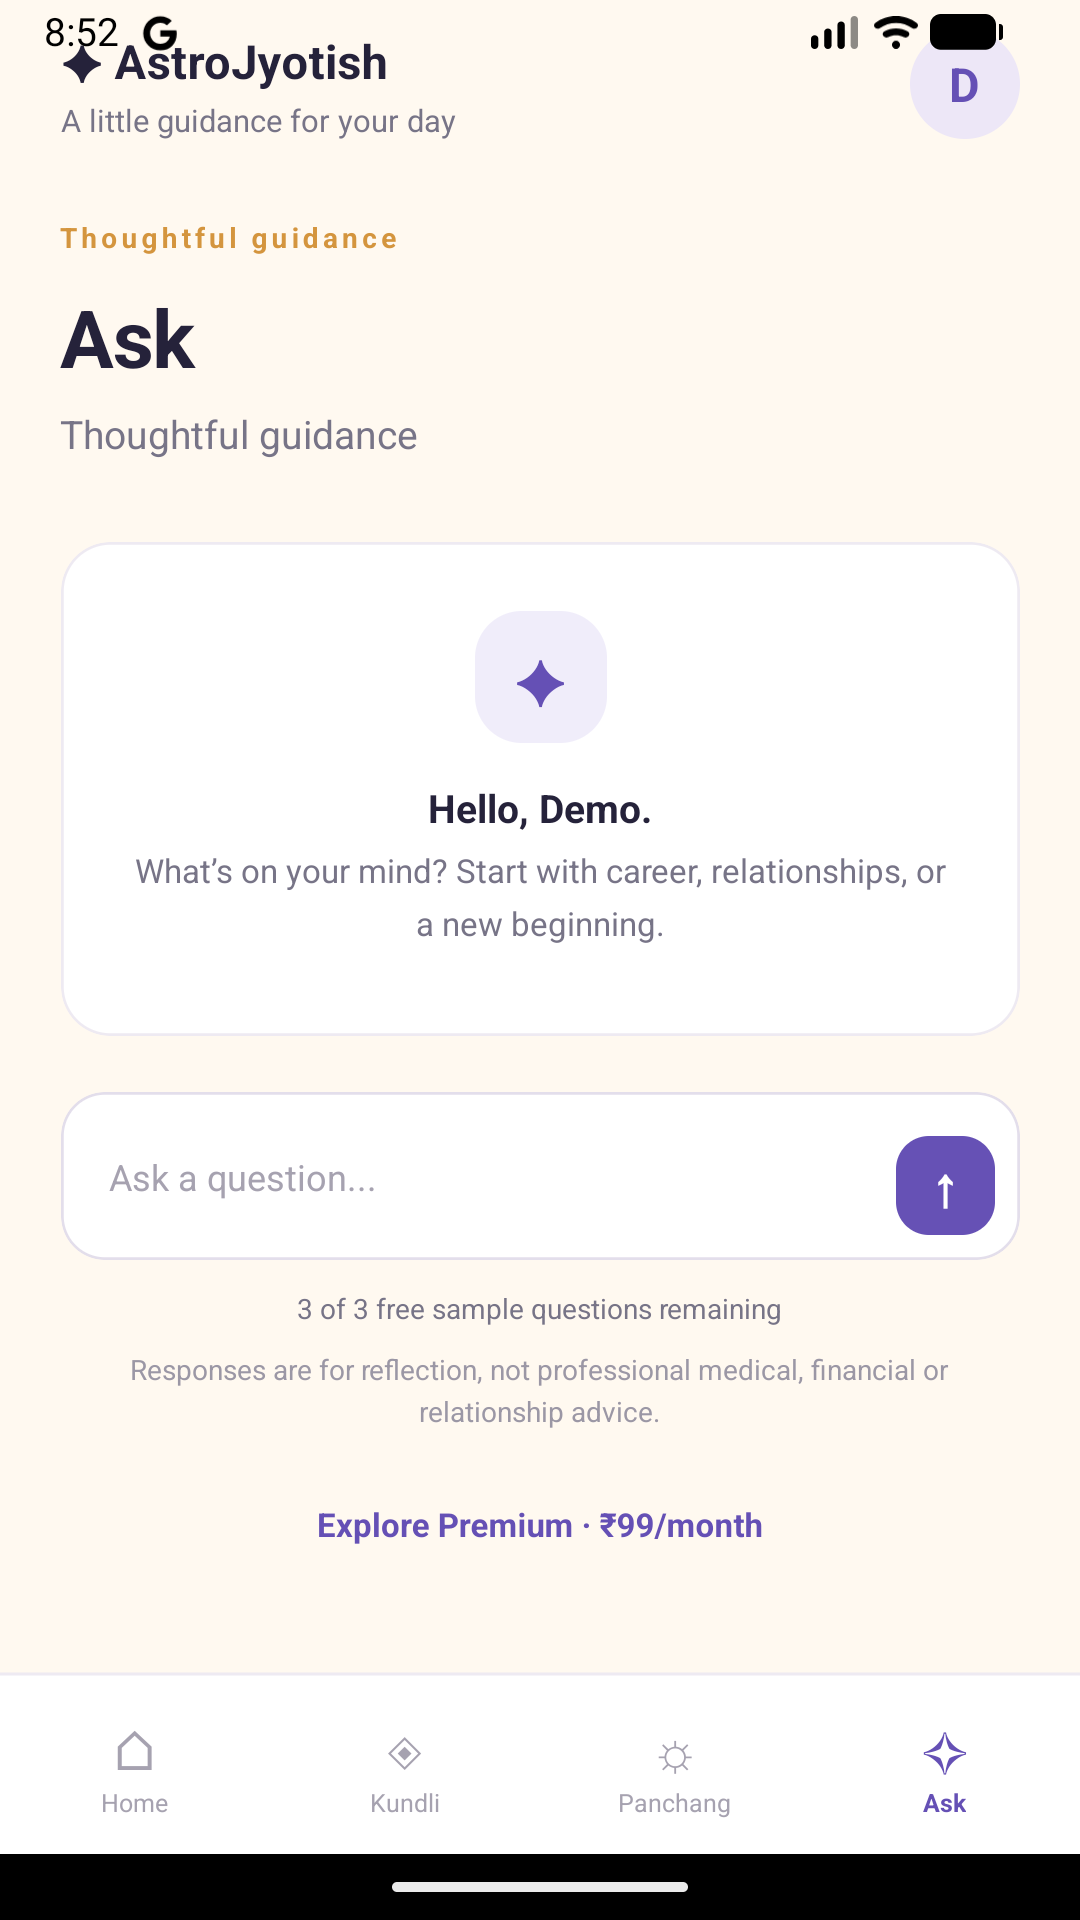 8:52 G
AstroJyotish
D
A little guidance for your day
Thoughtful guidance
Ask
Thoughtful guidance
Hello, Demo.
What’s on your mind? Start with career, relationships, or
a new beginning.
Ask a question...
↑
3 of 3 free sample questions remaining
Responses are for reflection, not professional medical, financial or
relationship advice.
Explore Premium · ₹99/month
Home Kundli Panchang Ask